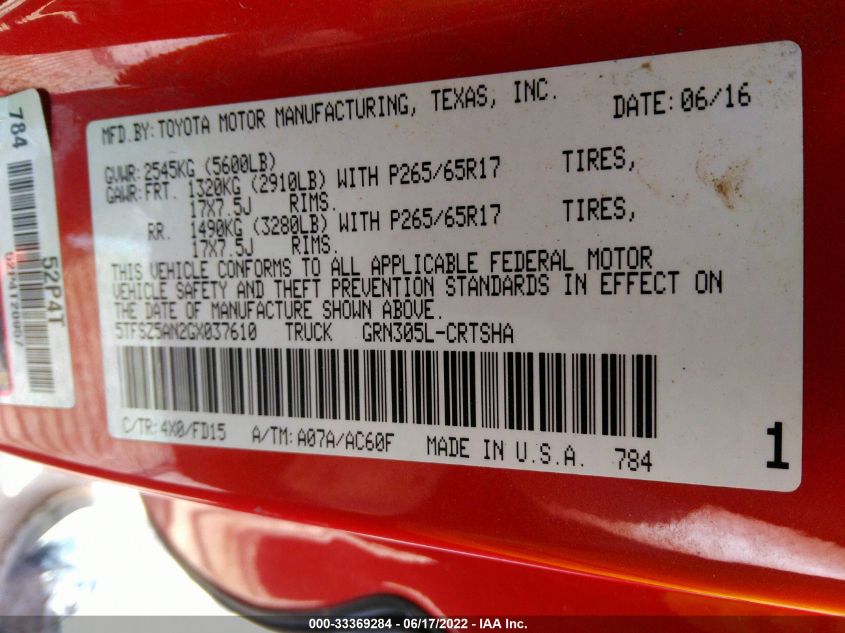 MFD.BY:TOYOTA MOTOR MANUFACTURING, TEXAS, INC. DATE:06/16
GVWR:2545KG (5600LB)
GAWR:FRT. 1320KG (2910LB) WITH P265/65R17 TIRES,
17X7.5J RIMS.
RR. 1490KG (3280LB) WITH P265/65R17 TIRES,
17X7.5J RIMS.
THIS VEHICLE CONFORMS TO ALL APPLICABLE FEDERAL MOTOR
VEHICLE SAFETY AND THEFT PREVENTION STANDARDS IN EFFECT ON
THE DATE OF MANUFACTURE SHOWN ABOVE.
5TFSZ5AN2GX037610 TRUCK GRN305L-CRTSHA
C/TR:4X0/FD15 A/TM:A07A/AC60F MADE IN U.S.A. 784
1
784
52P4T
000-33369284 - 06/17/2022 - IAA Inc.